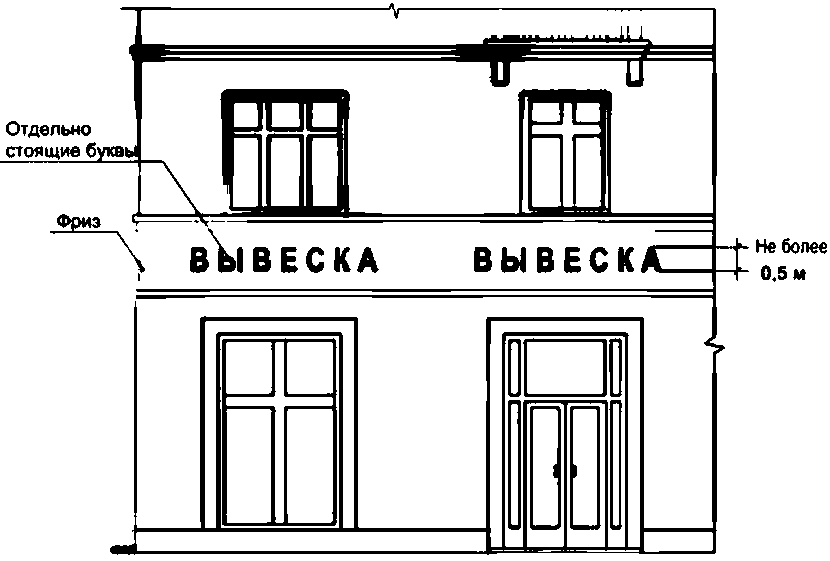 Отдельно
стоящие буквы
Фриз
ВЫВЕСКА ВЫВЕСКА
Не более
0,5 м